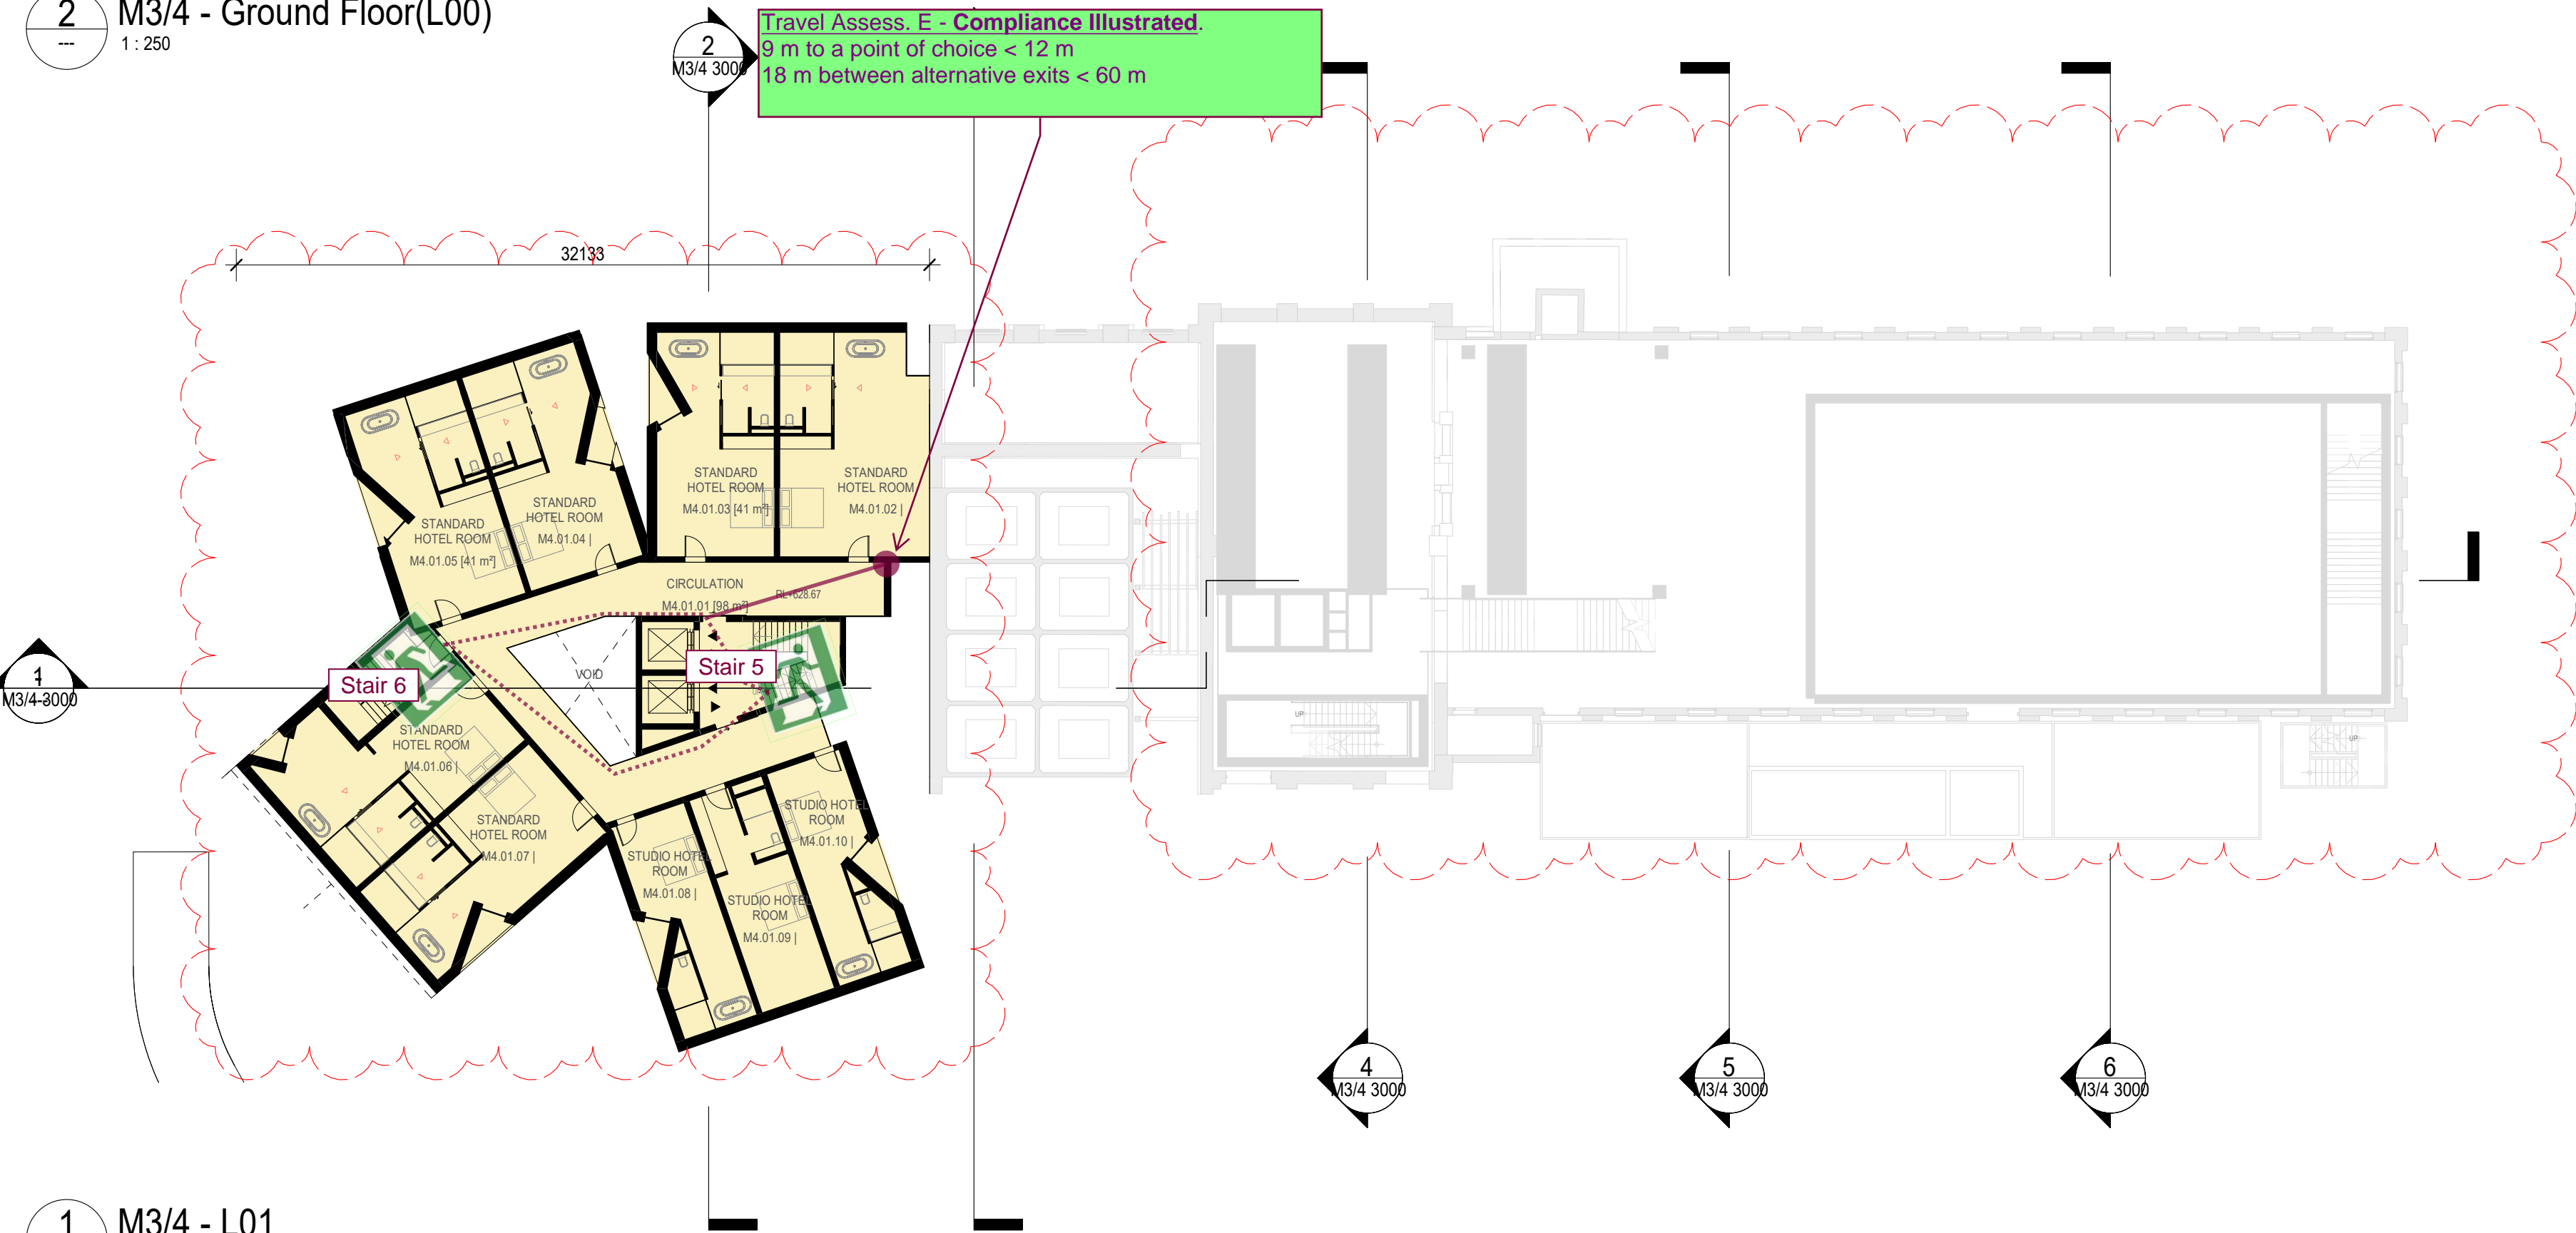 2
---
M3/4 - Ground Floor(L00)
1 : 250
2
M3/4 3000
Travel Assess. E - Compliance Illustrated.
9 m to a point of choice < 12 m
18 m between alternative exits < 60 m
32133
STANDARD
HOTEL ROOM
M4.01.03 [41 m²]
STANDARD
HOTEL ROOM
M4.01.02 |
STANDARD
HOTEL ROOM
M4.01.04 |
STANDARD
HOTEL ROOM
M4.01.05 [41 m²]
CIRCULATION
M4.01.01 [98 m²]
RL+628.67
VOID
Stair 5
Stair 6
1
M3/4-3000
STANDARD
HOTEL ROOM
M4.01.06 |
STANDARD
HOTEL ROOM
M4.01.07 |
STUDIO HOTEL
ROOM
M4.01.08 |
STUDIO HOTEL
ROOM
M4.01.09 |
STUDIO HOTEL
ROOM
M4.01.10 |
UP
UP
4
M3/4 3000
5
M3/4 3000
6
M3/4 3000
1
M3/4 - L01